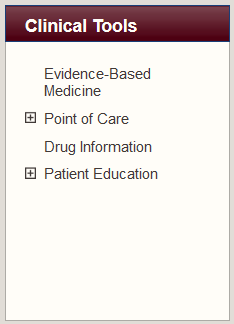 Clinical Tools
Evidence-Based
Medicine
Point of Care
Drug Information
Patient Education